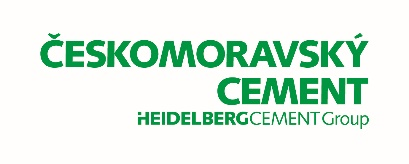 ČESKOMORAVSKÝ
CEMENT
HEIDELBERGCEMENT Group